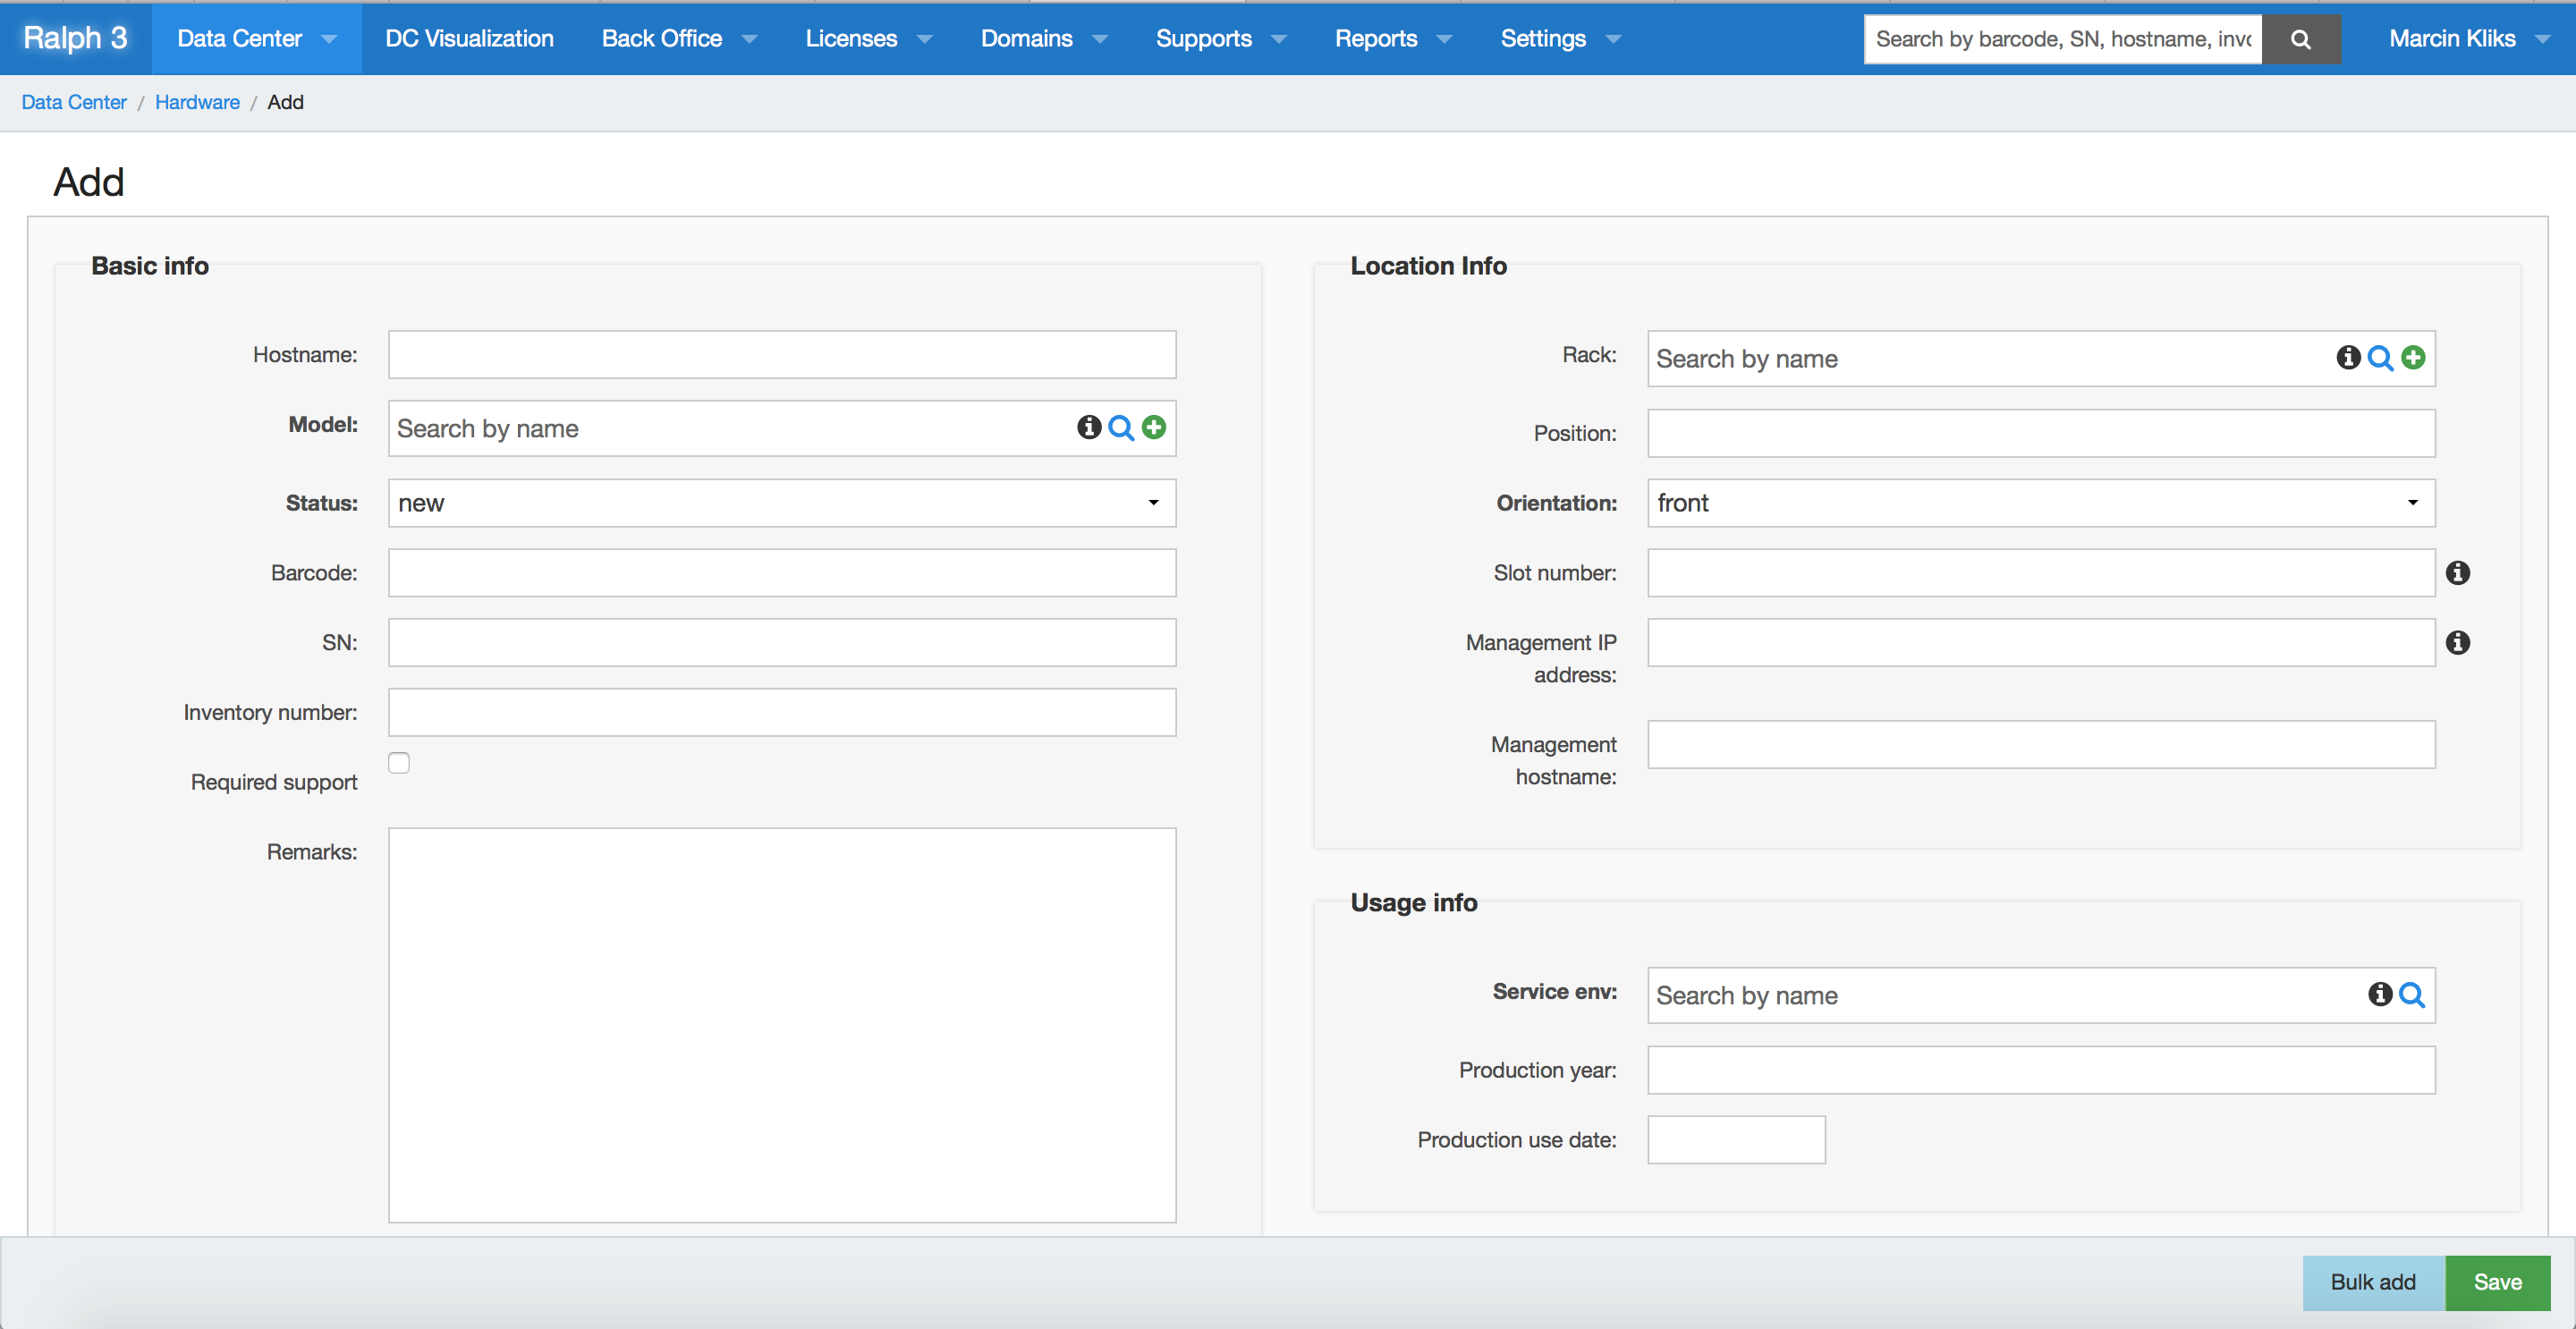 Ralph 3
Data Center
DC Visualization
Back Office
Licenses
Domains
Supports
Reports
Settings
Search by barcode, SN, hostname, inv
Marcin Kliks
Data Center / Hardware / Add
Add
Basic info
Hostname:
Model:
Search by name
Status:
new
Barcode:
SN:
Inventory number:
Required support
Remarks:
Location Info
Rack:
Search by name
Position:
Orientation:
front
Slot number:
Management IP
address:
Management
hostname:
Usage info
Service env:
Search by name
Production year:
Production use date:
Bulk add
Save